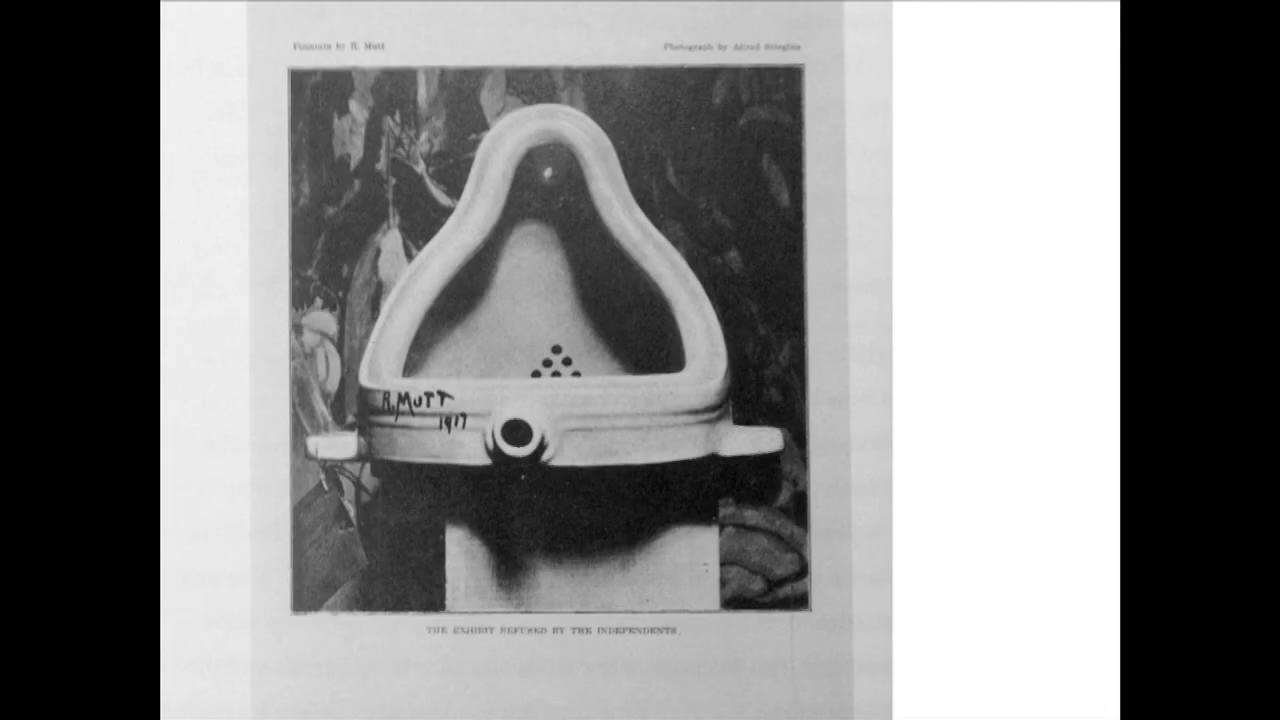 Fountain by R. Mutt
Photograph by Alfred Stieglitz
R. MUTT
1917
THE EXHIBIT REFUSED BY THE INDEPENDENTS.